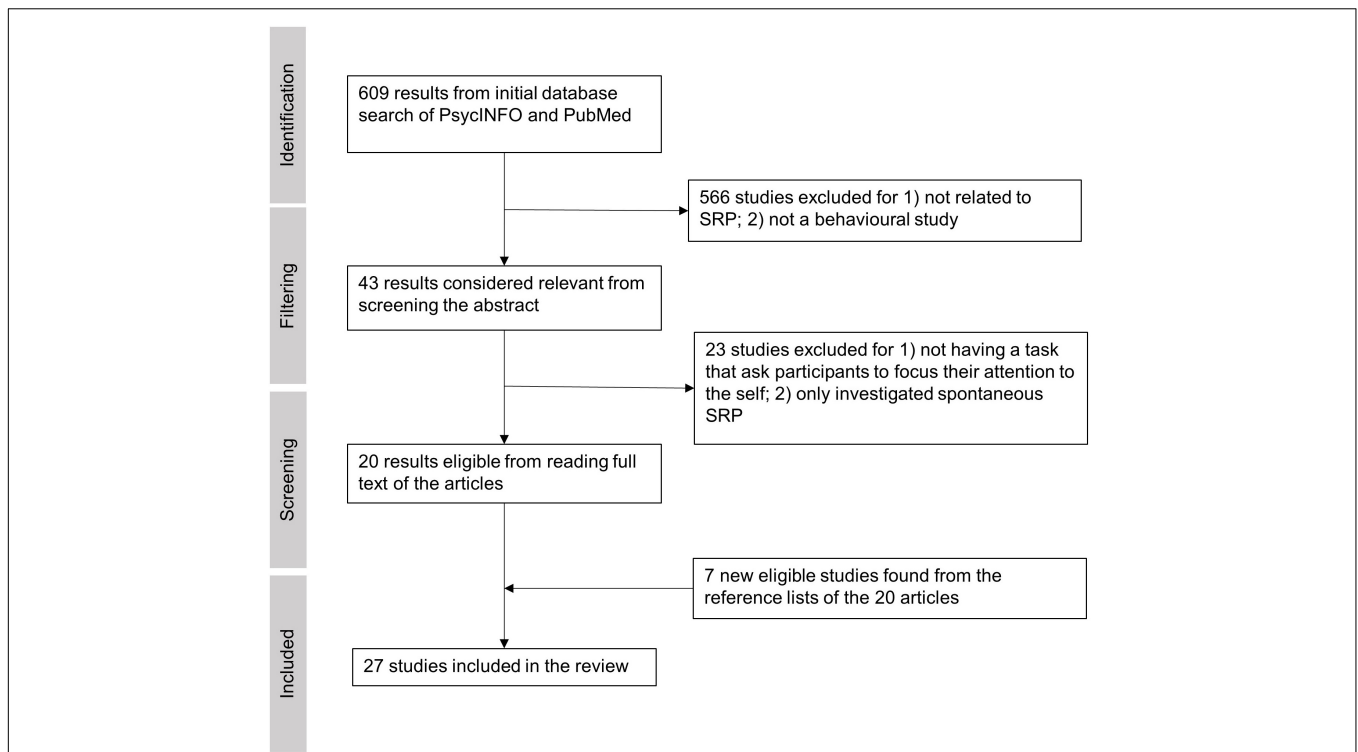 Identification
609 results from initial database
search of PsycINFO and PubMed
566 studies excluded for 1) not related to
SRP; 2) not a behavioural study
Filtering
43 results considered relevant from
screening the abstract
23 studies excluded for 1) not having a task
that ask participants to focus their attention to
the self; 2) only investigated spontaneous
SRP
Screening
20 results eligible from reading full
text of the articles
7 new eligible studies found from the
reference lists of the 20 articles
Included
27 studies included in the review